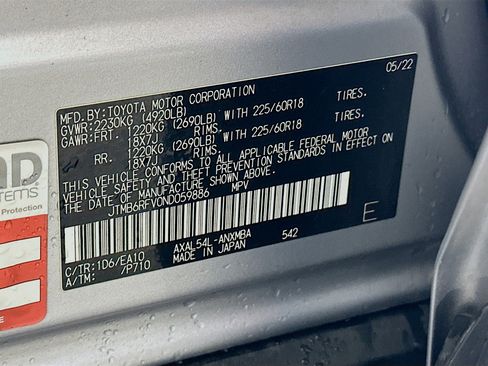 MFD.BY:TOYOTA MOTOR CORPORATION 05/22
GVWR:2230KG (4920LB)
GAWR:FRT. 1220KG (2690LB) WITH 225/60R18 TIRES.
18X7J RIMS.
RR. 1220KG (2690LB) WITH 225/60R18 TIRES.
18X7J RIMS.
THIS VEHICLE CONFORMS TO ALL APPLICABLE FEDERAL MOTOR
VEHICLE SAFETY AND THEFT PREVENTION STANDARDS IN EFFECT ON
THE DATE OF MANUFACTURE SHOWN ABOVE.
JTMB6RFV0ND059886 MPV
E
C/TR:1D6/EA10 AXAL54L-ANXMBA 542
A/TM: /P710 MADE IN JAPAN
Protection